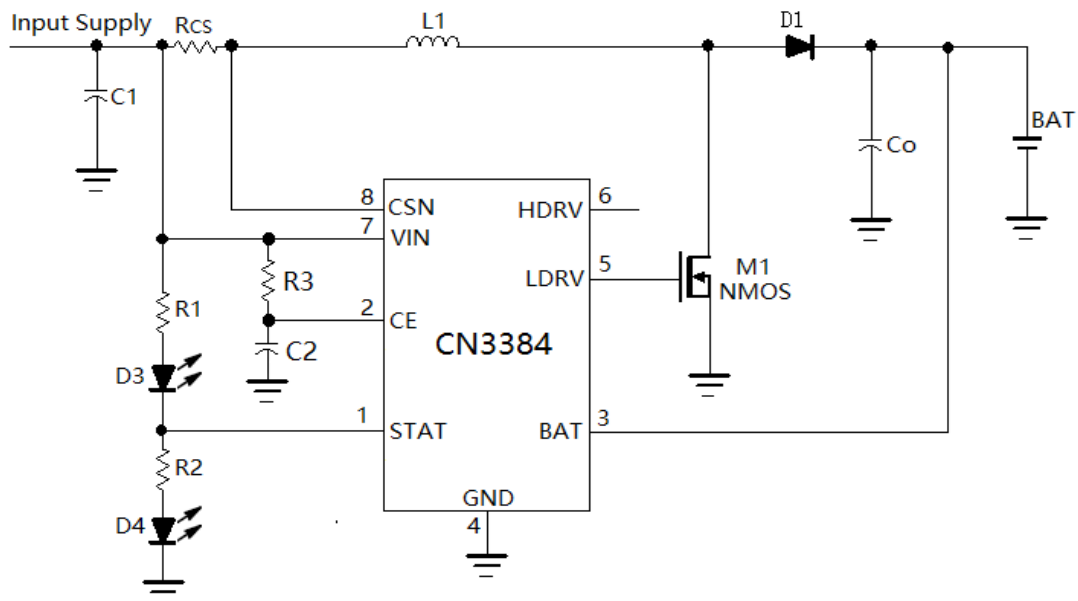 Input Supply
Rcs
L1
D1
C1
Co
BAT
8
CSN
HDRV
6
7
VIN
R3
LDRV
5
M1
NMOS
R1
2
CE
CN3384
C2
D3
1
STAT
BAT
3
R2
GND
4
D4